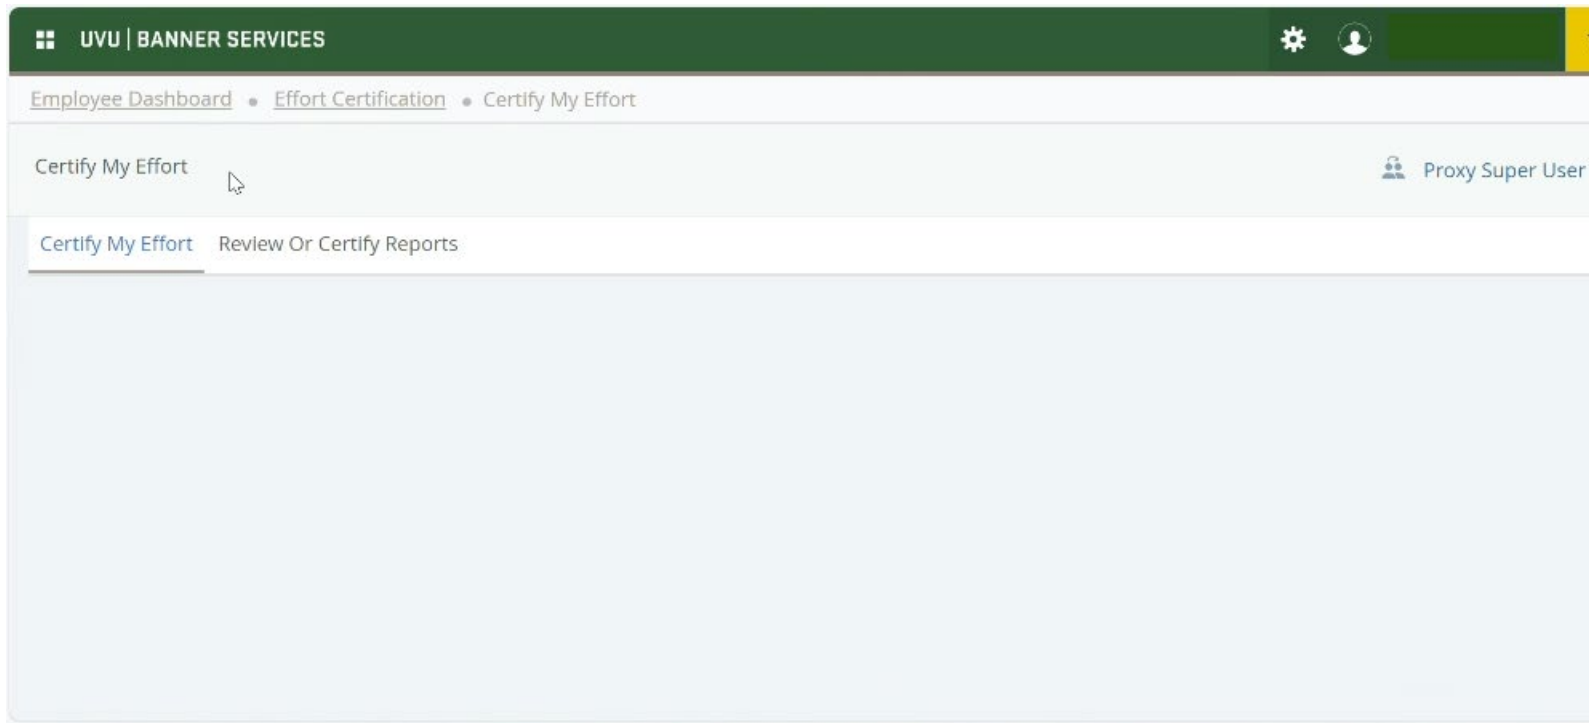 UVU | BANNER SERVICES
Employee Dashboard • Effort Certification • Certify My Effort
Certify My Effort
Proxy Super User
Certify My Effort Review Or Certify Reports